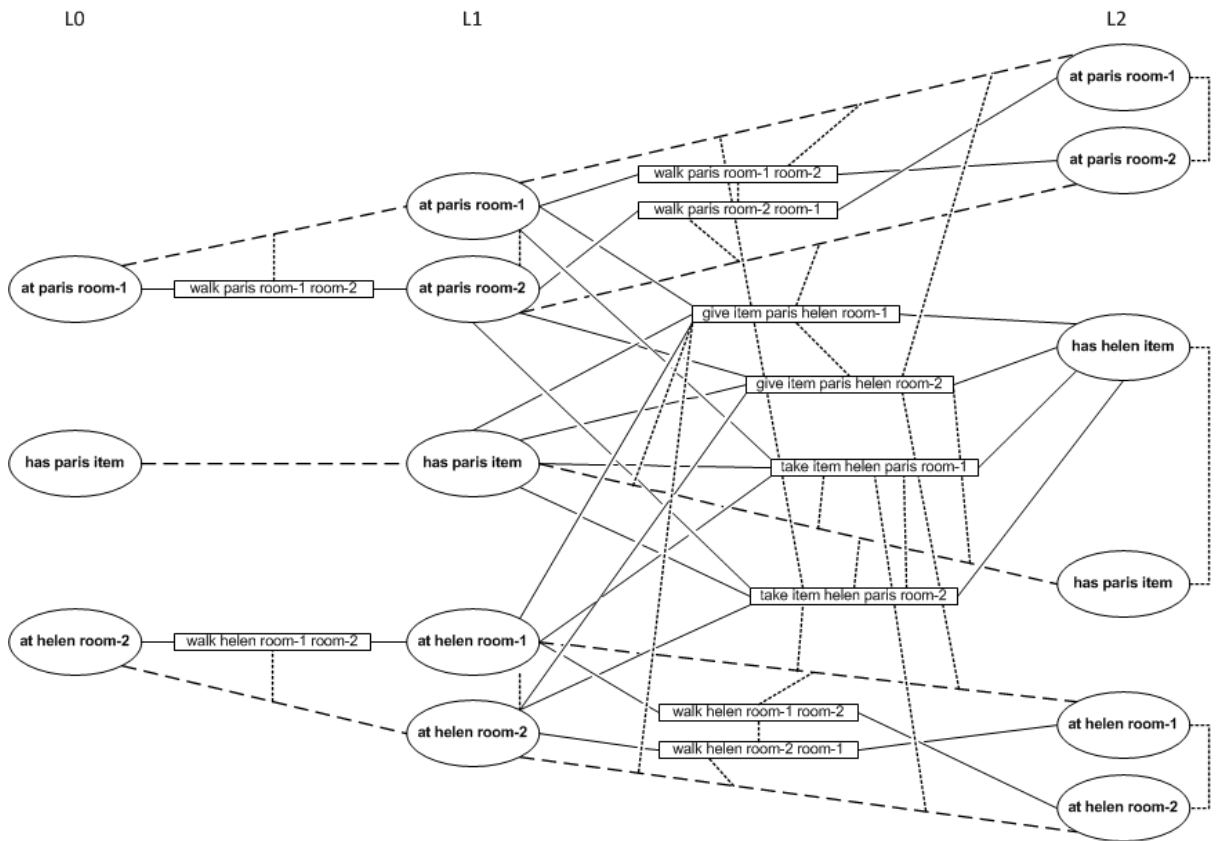 L0
L1
L2
at paris room-1
walk paris room-1 room-2
at paris room-2
at paris room-1
walk paris room-2 room-1
at paris room-1
walk paris room-1 room-2
at paris room-2
give item paris helen room-1
has helen item
give item paris helen room-2
has paris item
has paris item
take item helen paris room-1
has paris item
take item helen paris room-2
at helen room-2
walk helen room-1 room-2
at helen room-1
walk helen room-1 room-2
at helen room-1
at helen room-2
walk helen room-2 room-1
at helen room-2